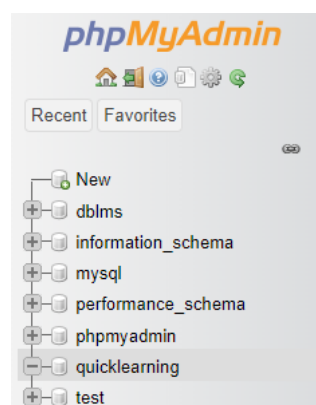 phpMyAdmin
Recent Favorites
New
dblms
information_schema
mysql
performance_schema
phpmyadmin
quicklearning
test